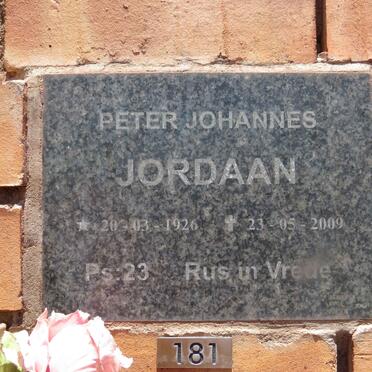 PETER JOHANNES
JORDAAN
★ 20-03-1926 ✝ 23-05-2009
Ps:23 Rus in Vrede
181